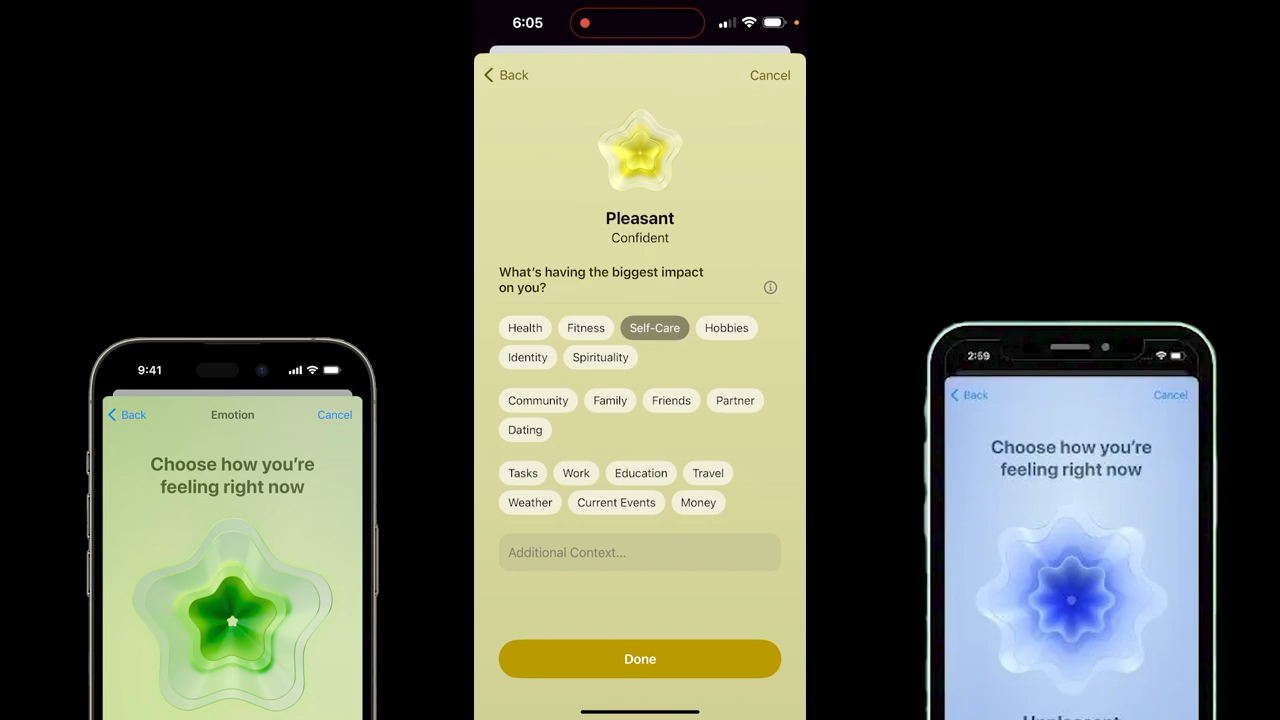 9:41
Back
Emotion
Cancel
Choose how you're
feeling right now
6:05
Back
Cancel
Pleasant
Confident
What's having the biggest impact
on you?
Health
Fitness
Self-Care
Hobbies
Identity
Spirituality
Community
Family
Friends
Partner
Dating
Tasks
Work
Education
Travel
Weather
Current Events
Money
Additional Context...
Done
2:59
Back
Cancel
Choose how you're
feeling right now